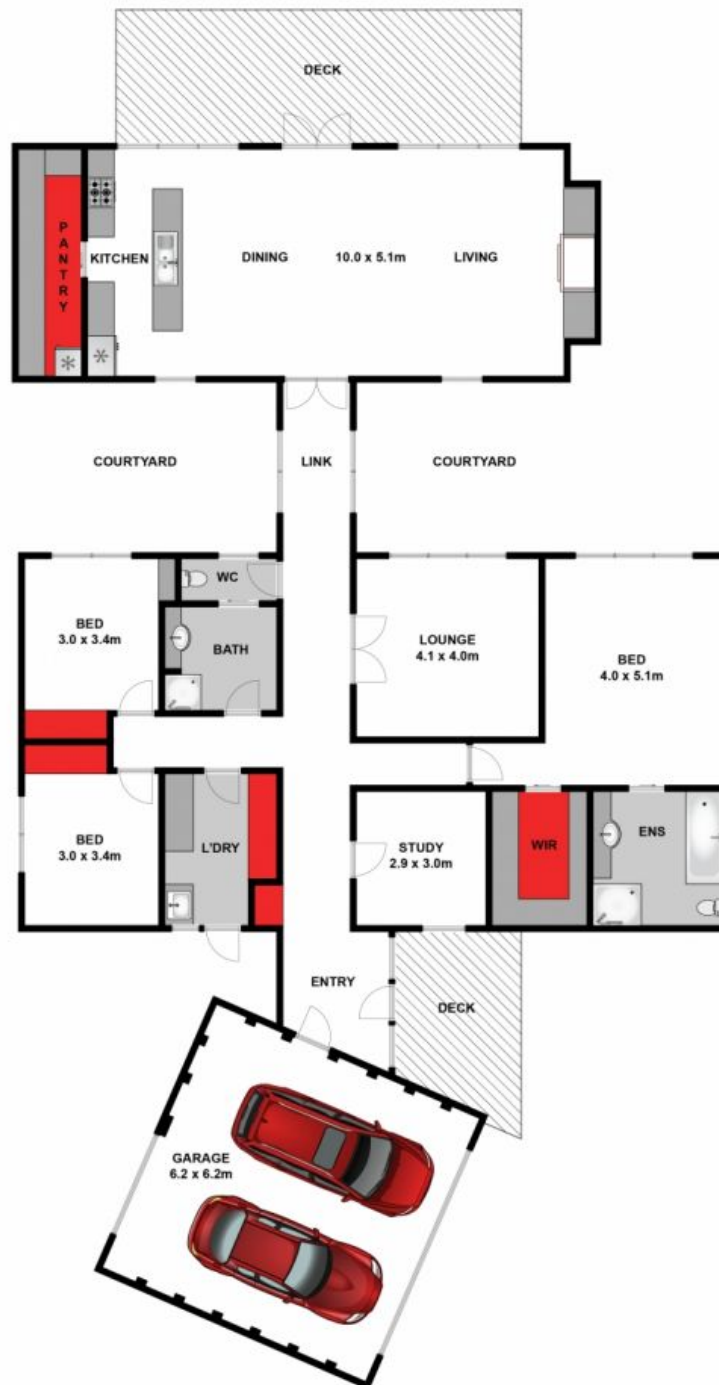 DECK
PANTRY
KITCHEN
DINING
10.0 x 5.1m
LIVING
COURTYARD
LINK
COURTYARD
WC
BED
3.0 x 3.4m
BATH
LOUNGE
4.1 x 4.0m
BED
4.0 x 5.1m
BED
3.0 x 3.4m
L'DRY
STUDY
2.9 x 3.0m
WIR
ENS
ENTRY
DECK
GARAGE
6.2 x 6.2m